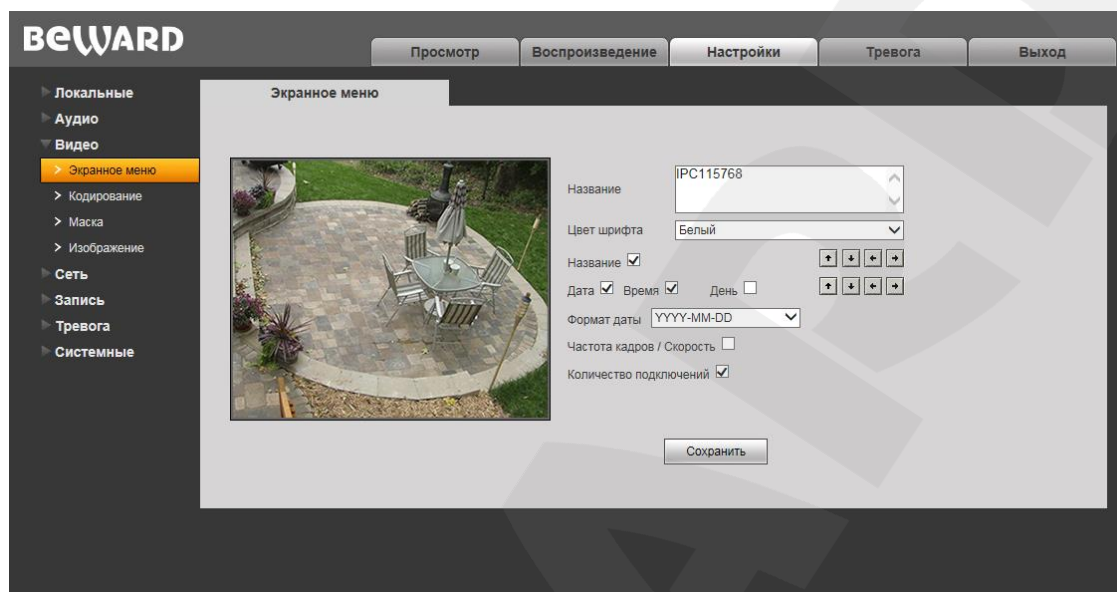 BEWARD
Просмотр
Воспроизведение
Настройки
Тревога
Выход
Локальные
Аудио
Видео
Экранное меню
Кодирование
Маска
Изображение
Сеть
Запись
Тревога
Системные
Экранное меню
Название
IPC115768
Цвет шрифта
Белый
Название
Дата Время День
Формат даты YYYY-MM-DD
Частота кадров / Скорость
Количество подключений
Сохранить